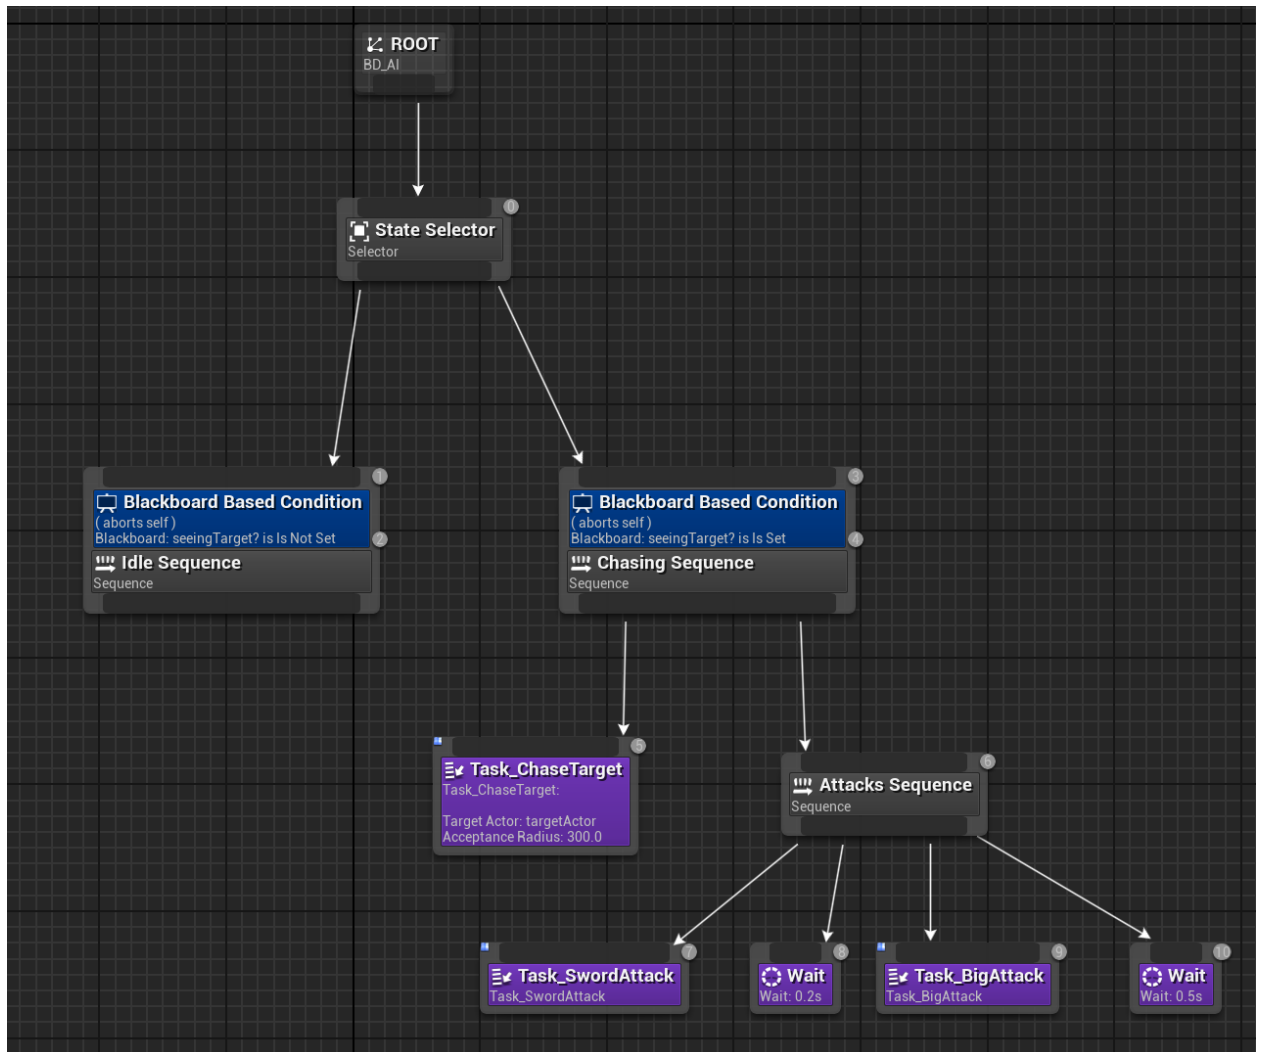 ROOT
BD_AI
0
State Selector
Selector
1
Blackboard Based Condition
( aborts self )
Blackboard: seeingTarget? is Is Not Set
2
Idle Sequence
Sequence
3
Blackboard Based Condition
( aborts self )
Blackboard: seeingTarget? is Is Set
4
Chasing Sequence
Sequence
5
Task_ChaseTarget
Task_ChaseTarget:
Target Actor: targetActor
Acceptance Radius: 300.0
6
Attacks Sequence
Sequence
7
Task_SwordAttack
Task_SwordAttack
8
Wait
Wait: 0.2s
9
Task_BigAttack
Task_BigAttack
10
Wait
Wait: 0.5s